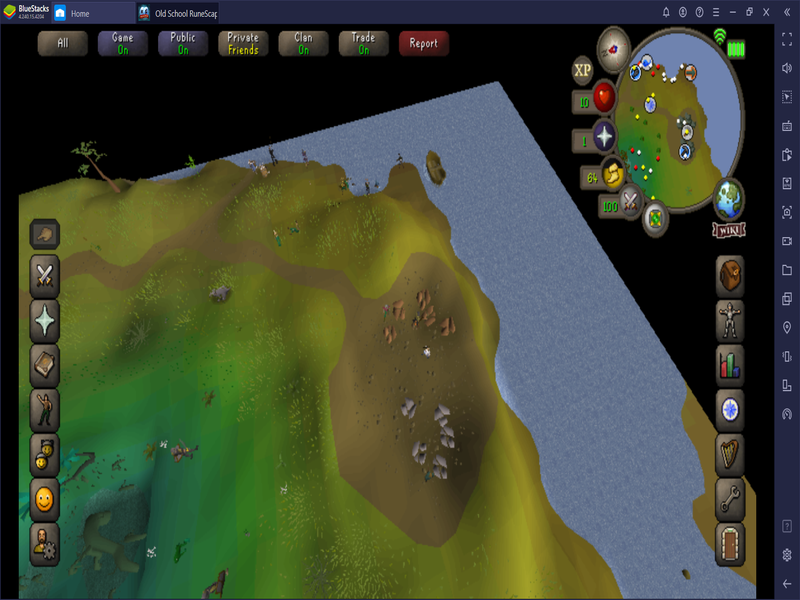 BlueStacks
4.240.15.4204
Home
Old School RuneScap
All
Game
On
Public
On
Private
Friends
Clan
On
Trade
On
Report
XP
10
1
64
100
WIKI